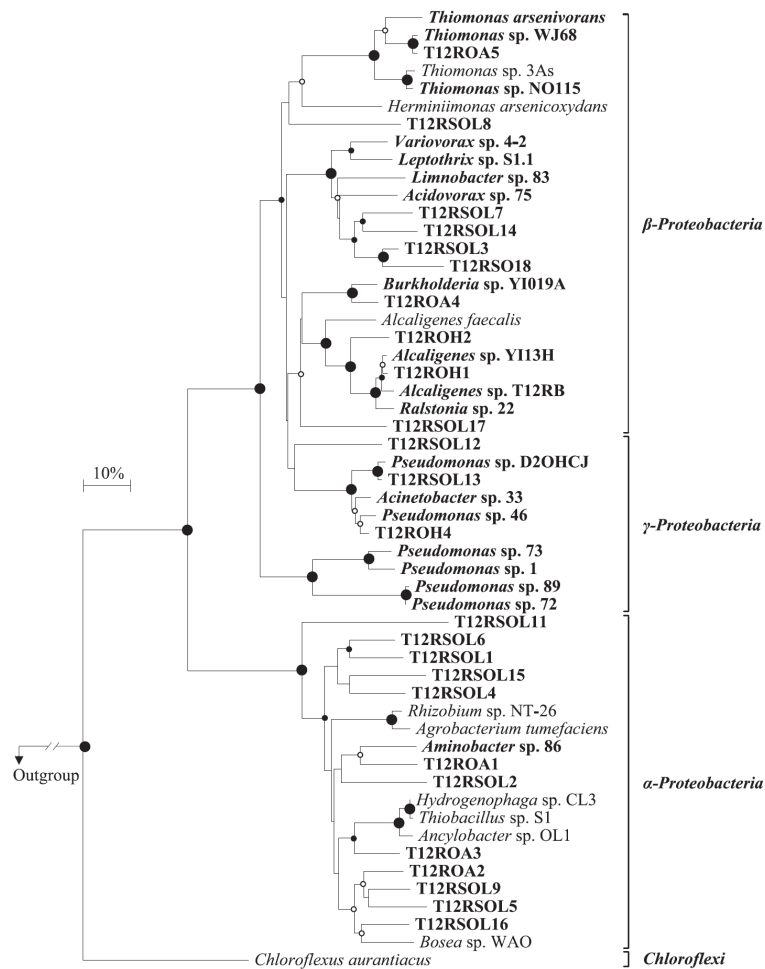 Thiomonas arsenivorans
Thiomonas sp. WJ68
T12ROA5
Thiomonas sp. 3As
Thiomonas sp. NO115
Herminiimonas arsenicoxydans
T12RSOL8
Variovorax sp. 4-2
Leptothrix sp. S1.1
Limnobacter sp. 83
Acidovorax sp. 75
T12RSOL7
T12RSOL14
T12RSOL3
T12RSO18
Burkholderia sp. YI019A
T12ROA4
Alcaligenes faecalis
T12ROH2
Alcaligenes sp. YI13H
T12ROH1
Alcaligenes sp. T12RB
Ralstonia sp. 22
T12RSOL17
β-Proteobacteria
T12RSOL12
Pseudomonas sp. D2OHCJ
T12RSOL13
Acinetobacter sp. 33
Pseudomonas sp. 46
T12ROH4
Pseudomonas sp. 73
Pseudomonas sp. 1
Pseudomonas sp. 89
Pseudomonas sp. 72
γ-Proteobacteria
10%
T12RSOL11
T12RSOL6
T12RSOL1
T12RSOL15
T12RSOL4
Rhizobium sp. NT-26
Agrobacterium tumefaciens
Aminobacter sp. 86
T12ROA1
T12RSOL2
Hydrogenophaga sp. CL3
Thiobacillus sp. S1
Ancylobacter sp. OL1
T12ROA3
T12ROA2
T12RSOL9
T12RSOL5
T12RSOL16
Bosea sp. WAO
α-Proteobacteria
Outgroup
Chloroflexus aurantiacus
Chloroflexi